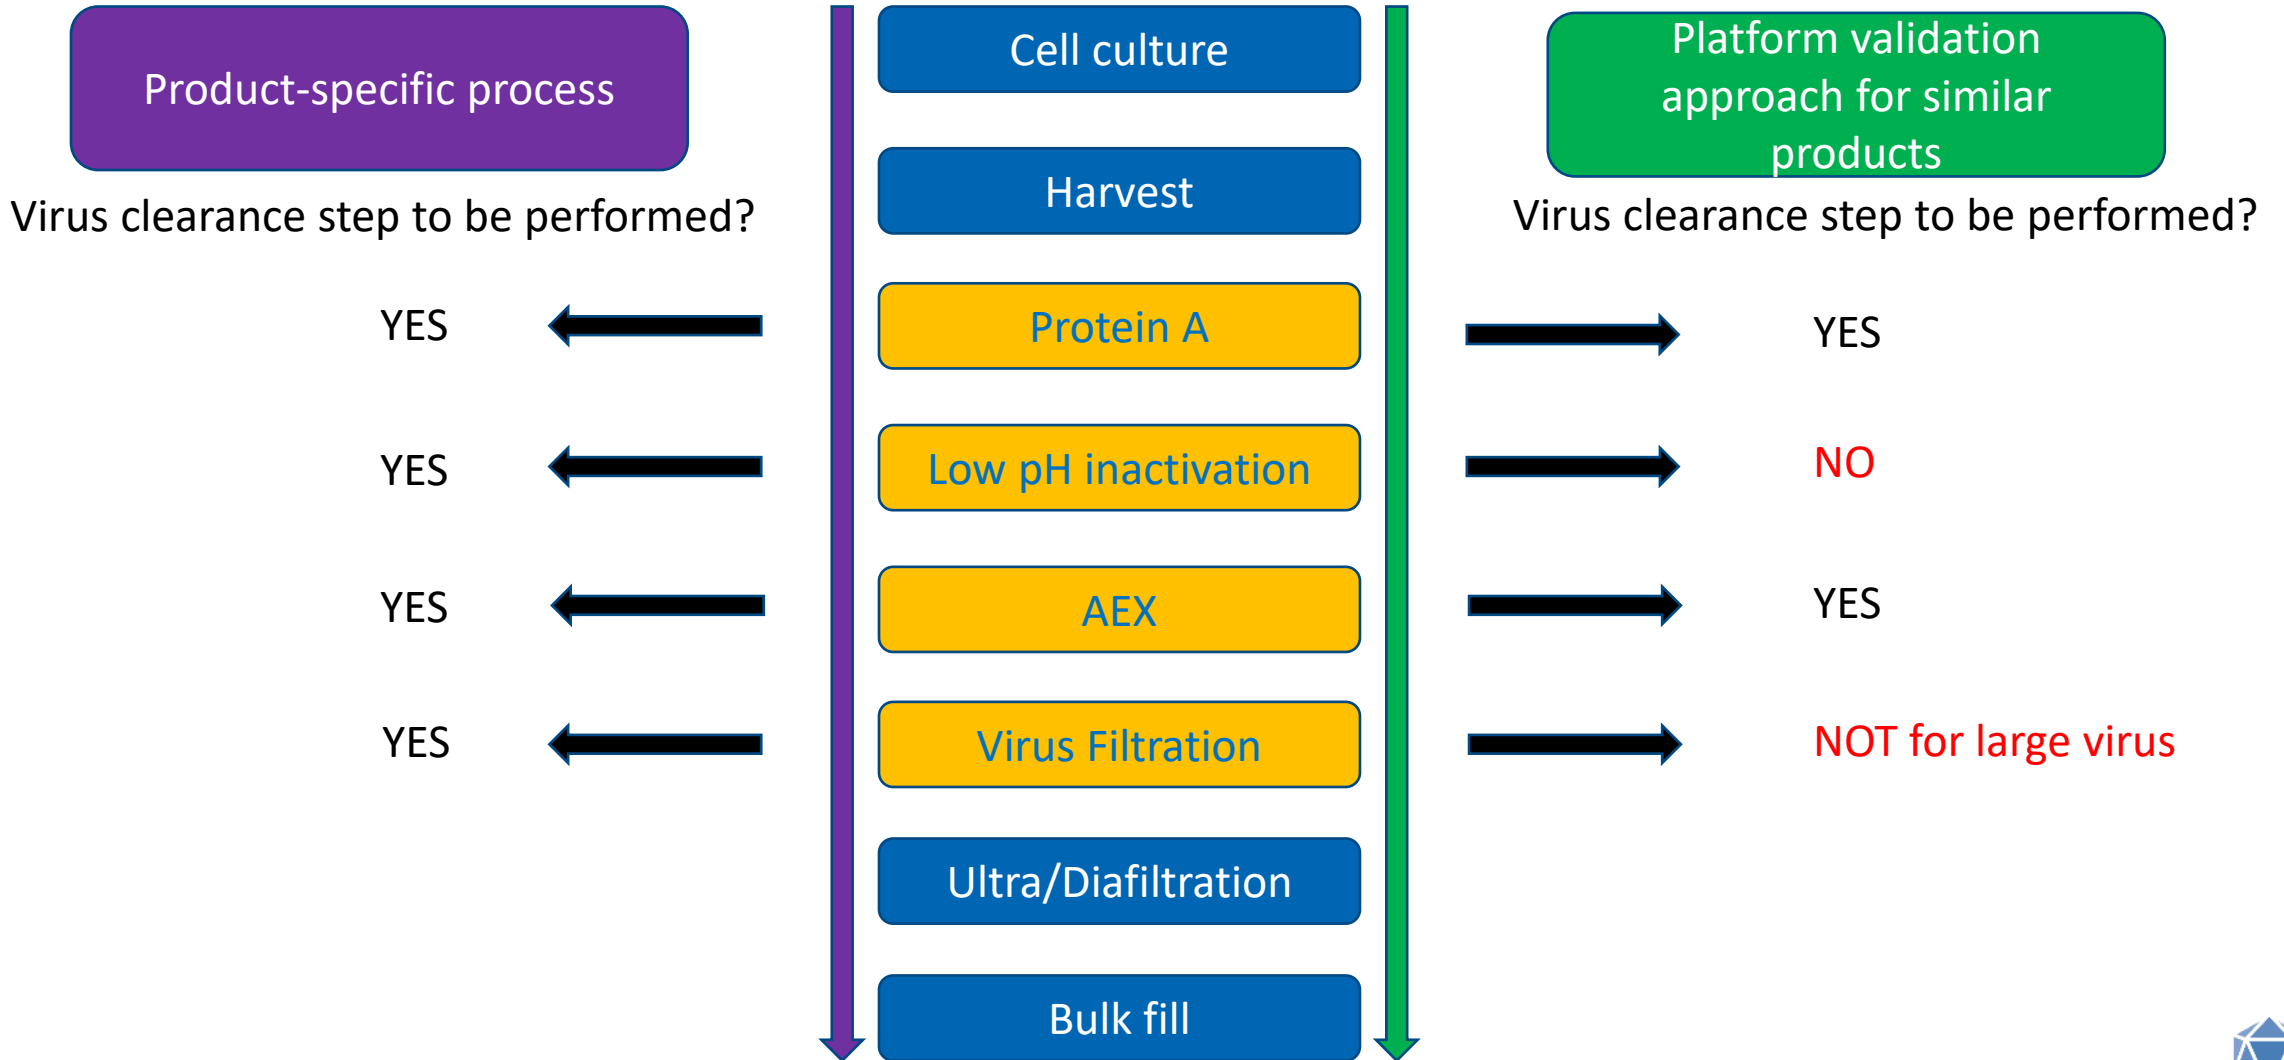 Product-specific process
Cell culture
Platform validation
approach for similar
products
Virus clearance step to be performed?
Harvest
Virus clearance step to be performed?
YES
Protein A
YES
YES
Low pH inactivation
NO
YES
AEX
YES
YES
Virus Filtration
NOT for large virus
Ultra/Diafiltration
Bulk fill